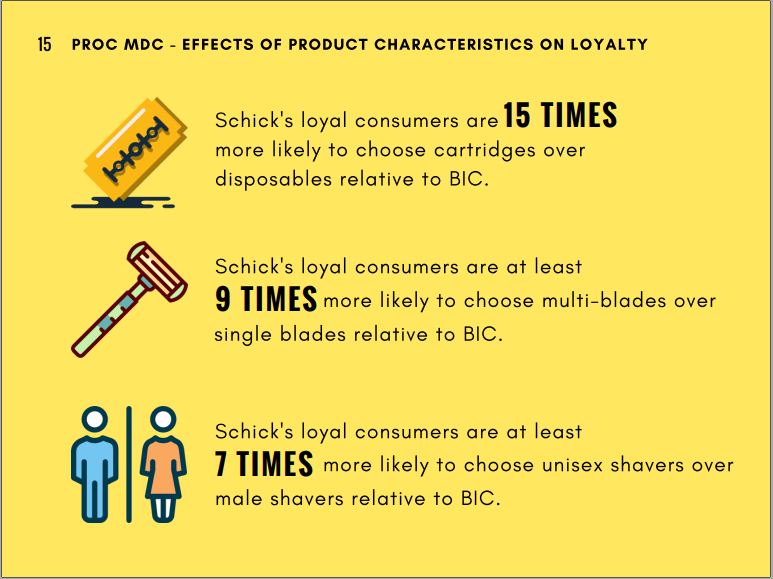 15 PROC MDC - EFFECTS OF PRODUCT CHARACTERISTICS ON LOYALTY
Schick's loyal consumers are 15 TIMES
more likely to choose cartridges over
disposables relative to BIC.
Schick's loyal consumers are at least
9 TIMES more likely to choose multi-blades over
single blades relative to BIC.
Schick's loyal consumers are at least
7 TIMES more likely to choose unisex shavers over
male shavers relative to BIC.